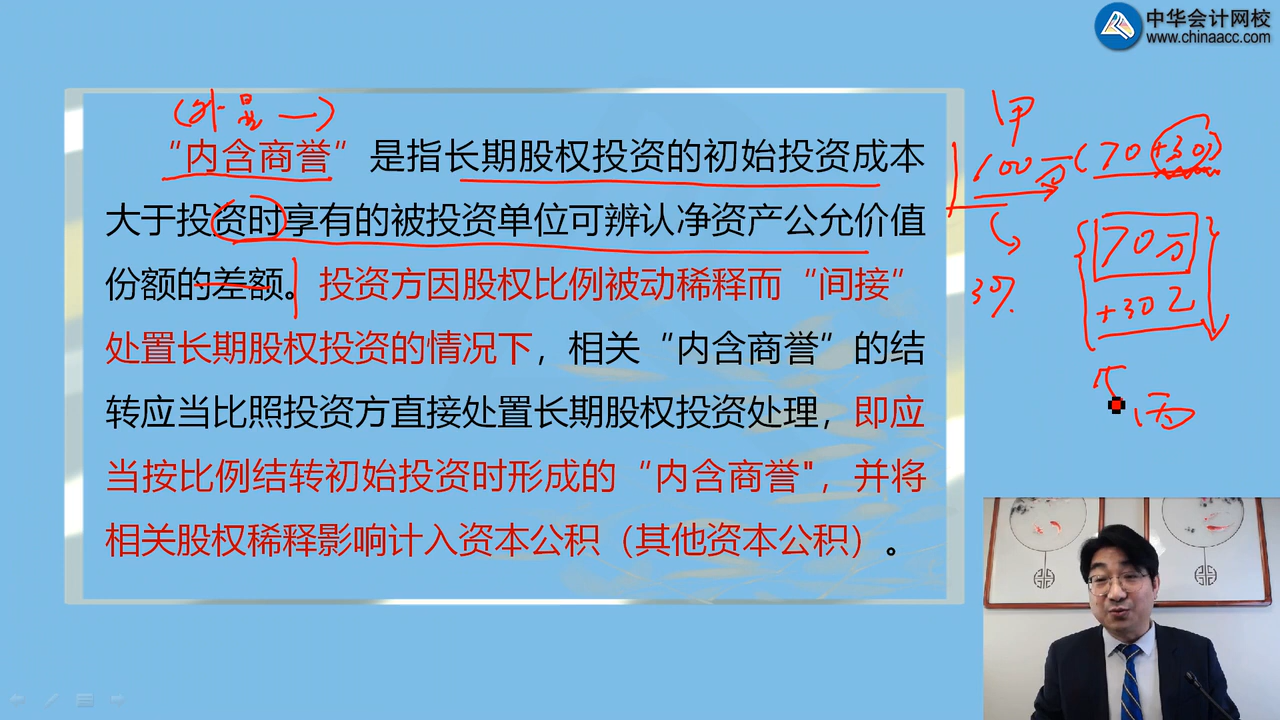 中华会计网校
www.chinaacc.com
(外显一)
“内含商誉”是指长期股权投资的初始投资成本
大于投资时享有的被投资单位可辨认净资产公允价值
份额的差额。投资方因股权比例被动稀释而“间接”
处置长期股权投资的情况下，相关“内含商誉”的结
转应当比照投资方直接处置长期股权投资处理，即应
当按比例结转初始投资时形成的“内含商誉"，并将
相关股权稀释影响计入资本公积（其他资本公积）。
甲
100万(70+30)
70万
+30
丙